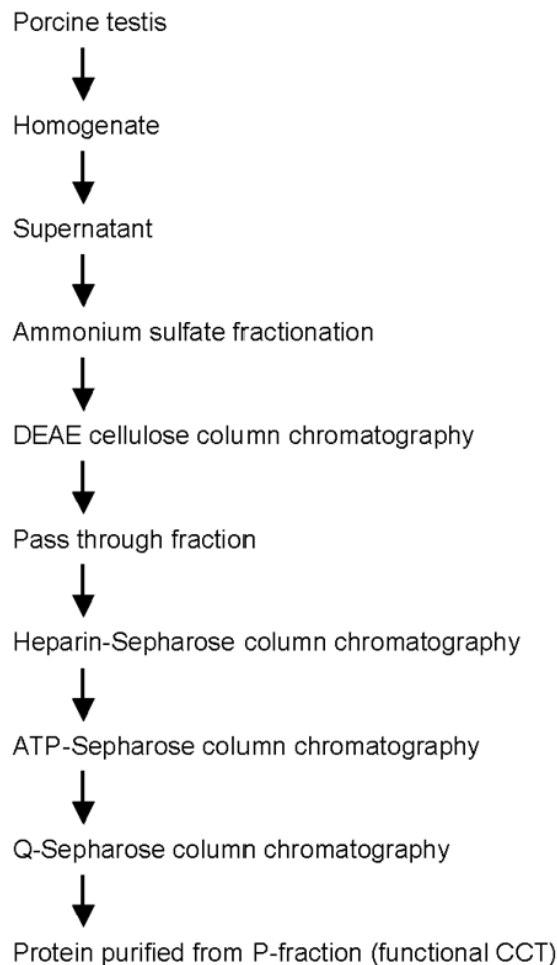 Porcine testis
Homogenate
Supernatant
Ammonium sulfate fractionation
DEAE cellulose column chromatography
Pass through fraction
Heparin-Sepharose column chromatography
ATP-Sepharose column chromatography
Q-Sepharose column chromatography
Protein purified from P-fraction (functional CCT)